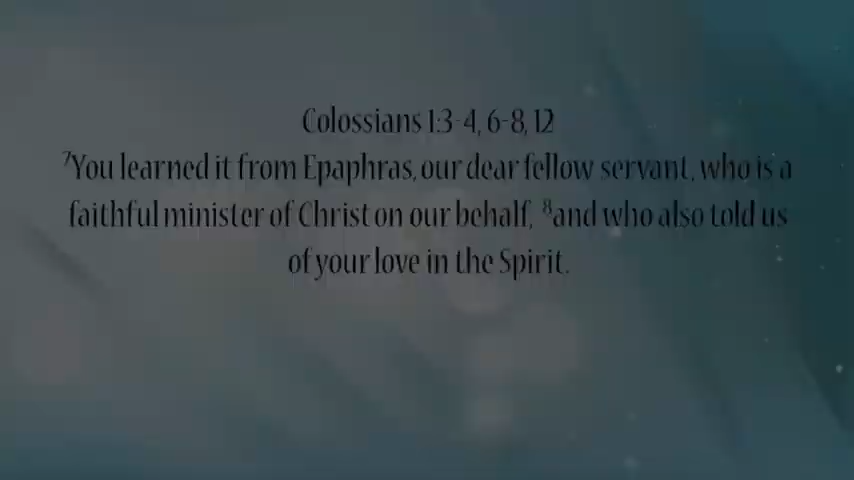 Colossians 1:3-4, 6-8, 12
⁷You learned it from Epaphras, our dear fellow servant, who is a
faithful minister of Christ on our behalf, ⁸and who also told us
of your love in the Spirit.